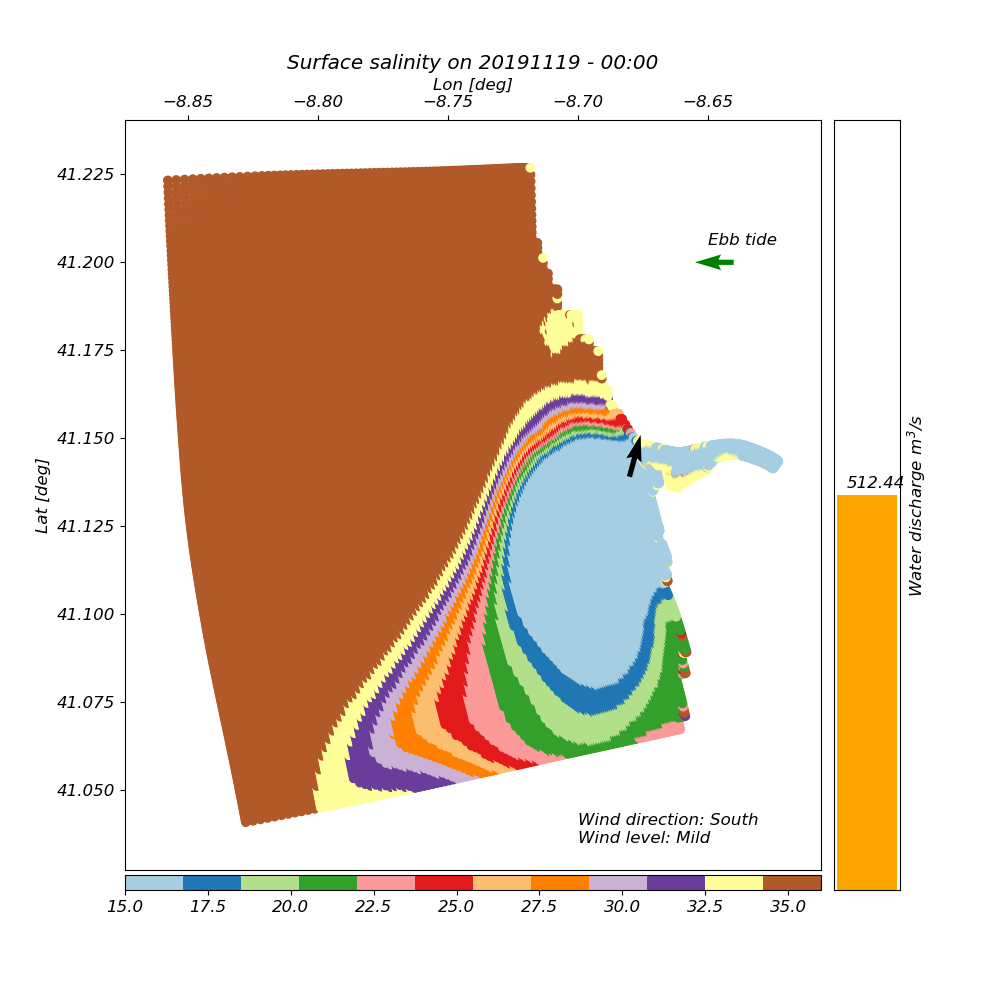 Surface salinity on 20191119 - 00:00
Lon [deg]
−8.85 −8.80 −8.75 −8.70 −8.65
41.225
41.200
41.175
41.150
41.125
41.100
41.075
41.050
Lat [deg]
Ebb tide
Wind direction: South
Wind level: Mild
15.0 17.5 20.0 22.5 25.0 27.5 30.0 32.5 35.0
512.44
Water discharge m³/s